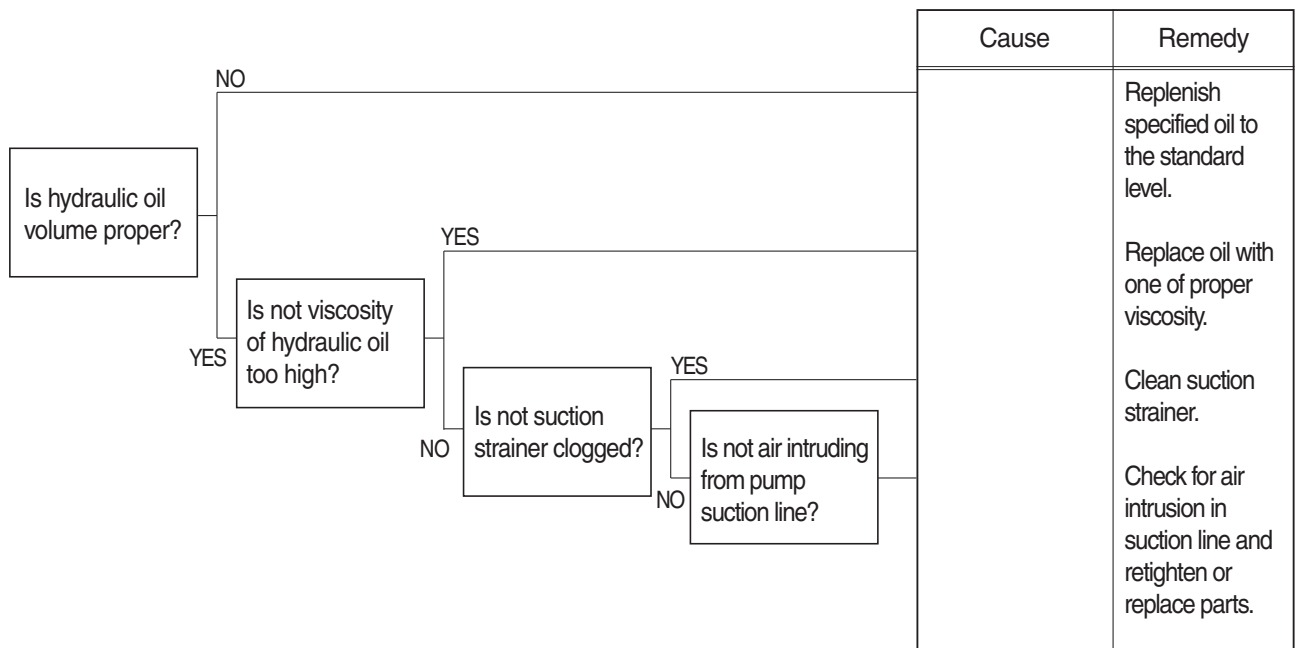 Cause
Remedy
NO
Replenish
specified oil to
the standard
level.
Is hydraulic oil
volume proper?
YES
YES
Replace oil with
one of proper
viscosity.
Is not viscosity
of hydraulic oil
too high?
NO
YES
Clean suction
strainer.
Is not suction
strainer clogged?
NO
Is not air intruding
from pump
suction line?
Check for air
intrusion in
suction line and
retighten or
replace parts.